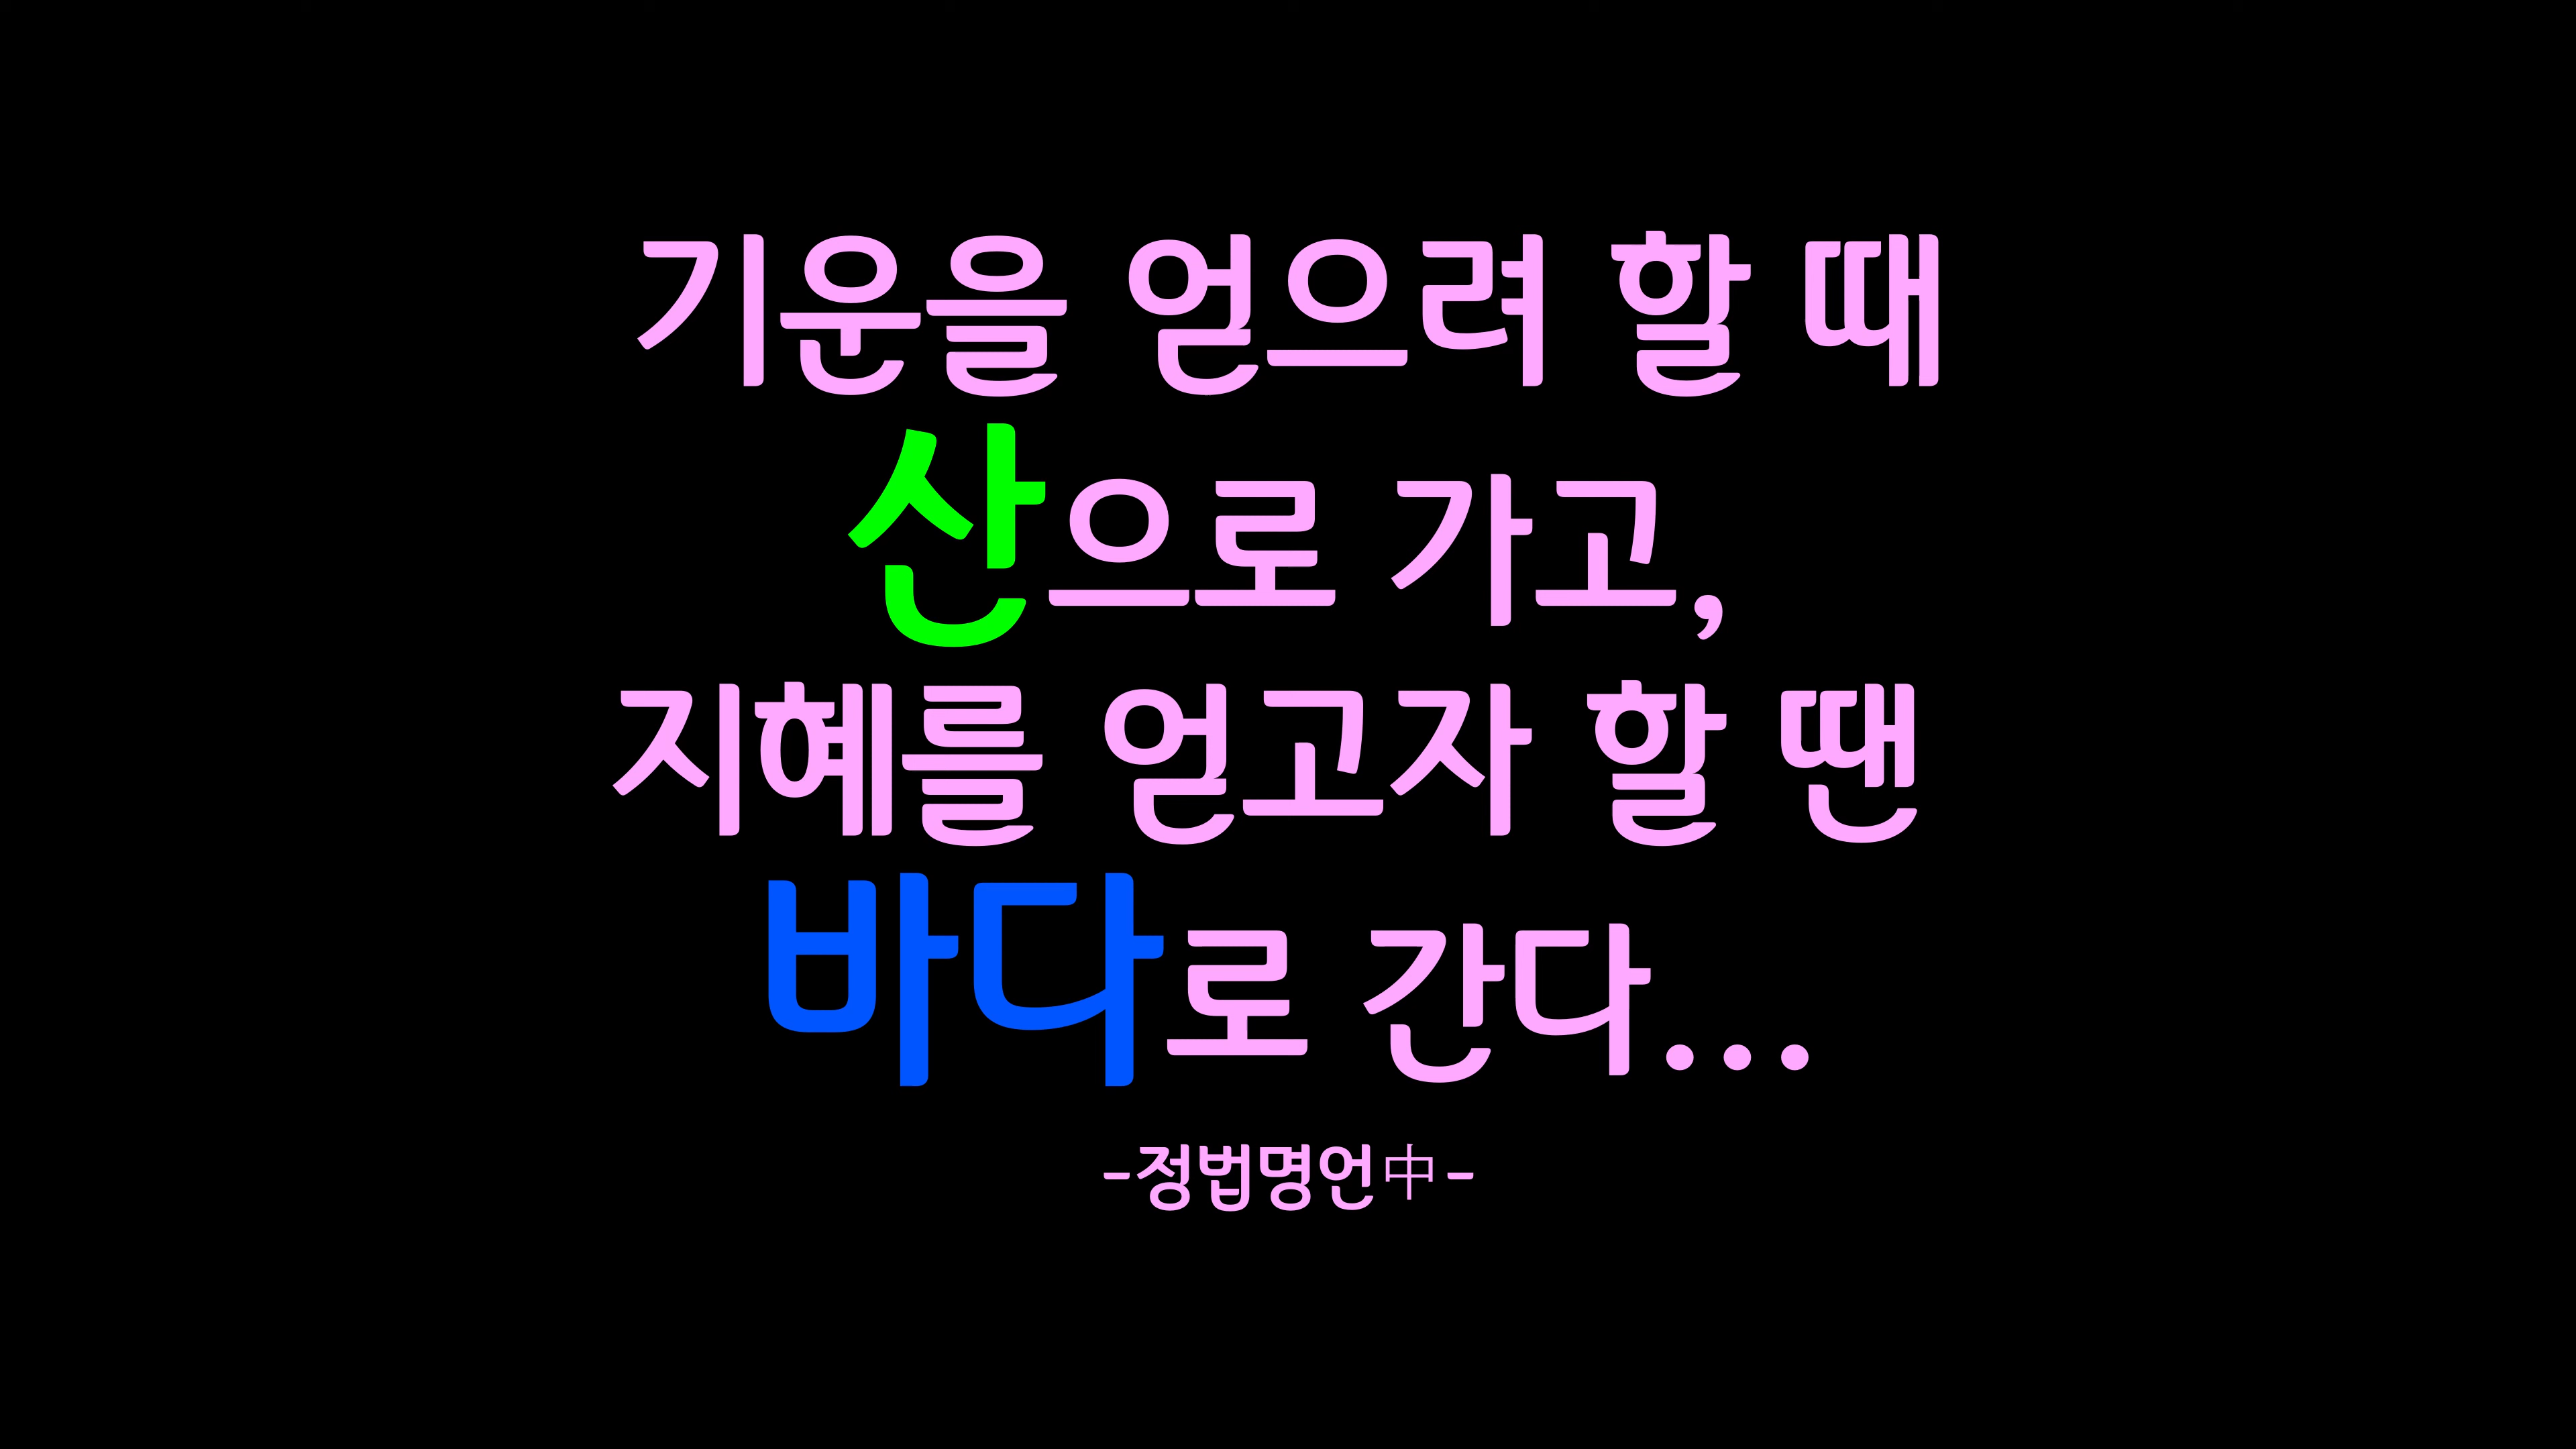 기운을 얻으려 할 때
산으로 가고,
지혜를 얻고자 할 땐
바다로 간다...
-정법명언中-